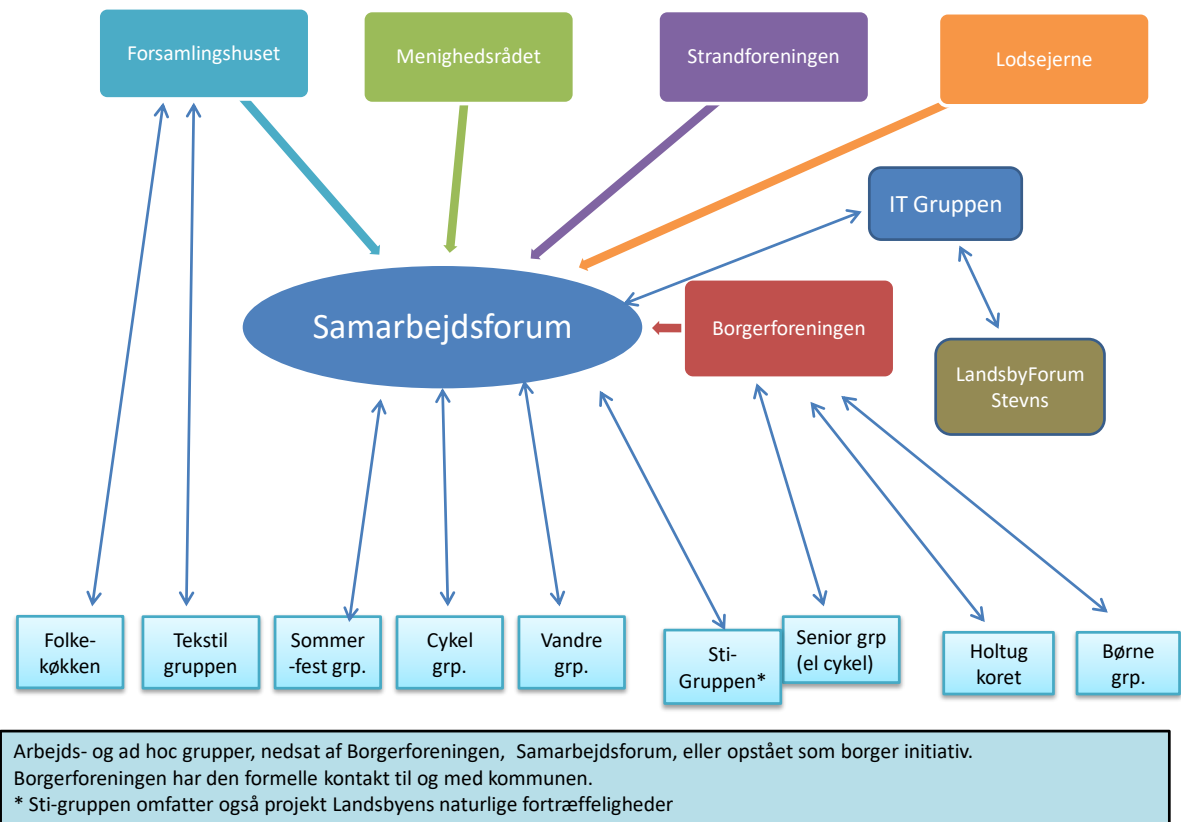 Forsamlingshuset
Menighedsrådet
Strandforeningen
Lodsejerne
IT Gruppen
Samarbejdsforum
Borgerforeningen
LandsbyForum
Stevns
Folke-
køkken
Tekstil
gruppen
Sommer
-fest grp.
Cykel
grp.
Vandre
grp.
Sti-
Gruppen*
Senior grp
(el cykel)
Holtug
koret
Børne
grp.
Arbejds- og ad hoc grupper, nedsat af Borgerforeningen, Samarbejdsforum, eller opstået som borger initiativ.
Borgerforeningen har den formelle kontakt til og med kommunen.
* Sti-gruppen omfatter også projekt Landsbyens naturlige fortræffeligheder